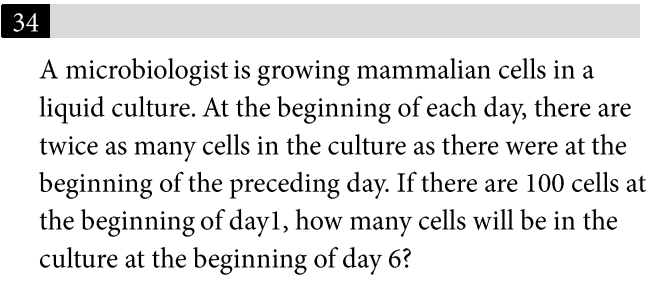 34
A microbiologist is growing mammalian cells in a
liquid culture. At the beginning of each day, there are
twice as many cells in the culture as there were at the
beginning of the preceding day. If there are 100 cells at
the beginning of day1, how many cells will be in the
culture at the beginning of day 6?